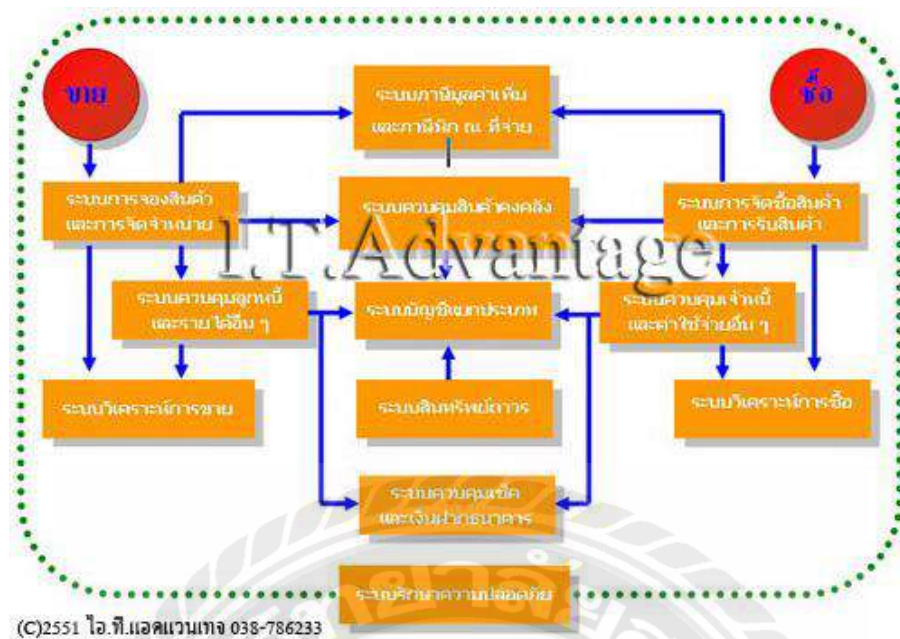 ขาย
ซื้อ
ระบบภาษีมูลค่าเพิ่ม
และภาษีหัก ณ ที่จ่าย
ระบบการจองสินค้า
และการจัดจำหน่าย
ระบบควบคุมสินค้าคงคลัง
ระบบการจัดซื้อสินค้า
และการรับสินค้า
I.T.Advantage
ระบบควบคุมลูกหนี้
และรายได้อื่น ๆ
ระบบบัญชีแยกประเภท
ระบบควบคุมเจ้าหนี้
และค่าใช้จ่ายอื่น ๆ
ระบบวิเคราะห์การขาย
ระบบสินทรัพย์ถาวร
ระบบวิเคราะห์การซื้อ
ระบบควบคุมเช็ค
และเงินฝากธนาคาร
ระบบรักษาความปลอดภัย
(C)2551 ไอ.ที.แอดแวนเทจ 038-786233